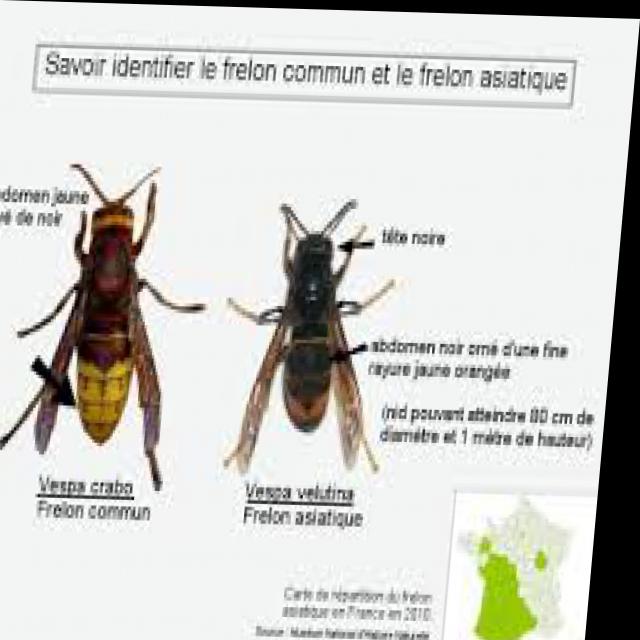 Savoir identifier le frelon commun et le frelon asiatique
abdomen jaune
de noir
tête noire
abdomen noir orné d'une fine
rayure jaune orangée
(nid pouvant atteindre 80 cm de
diamètre et 1 mètre de hauteur)
Vespa crabo
Frelon commun
Vespa velutina
Frelon asiatique
Carte de répartition du frelon
asiatique en France en 2010.
Source :